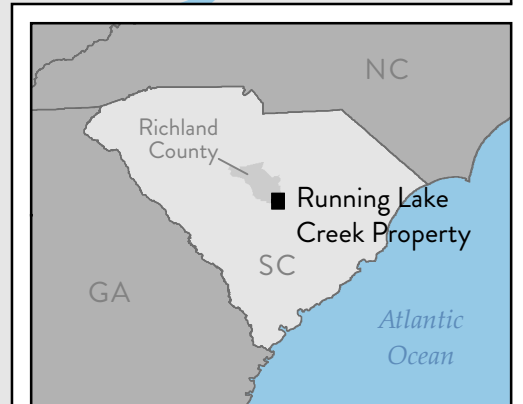 NC
Richland
County
Running Lake
Creek Property
SC
GA
Atlantic
Ocean